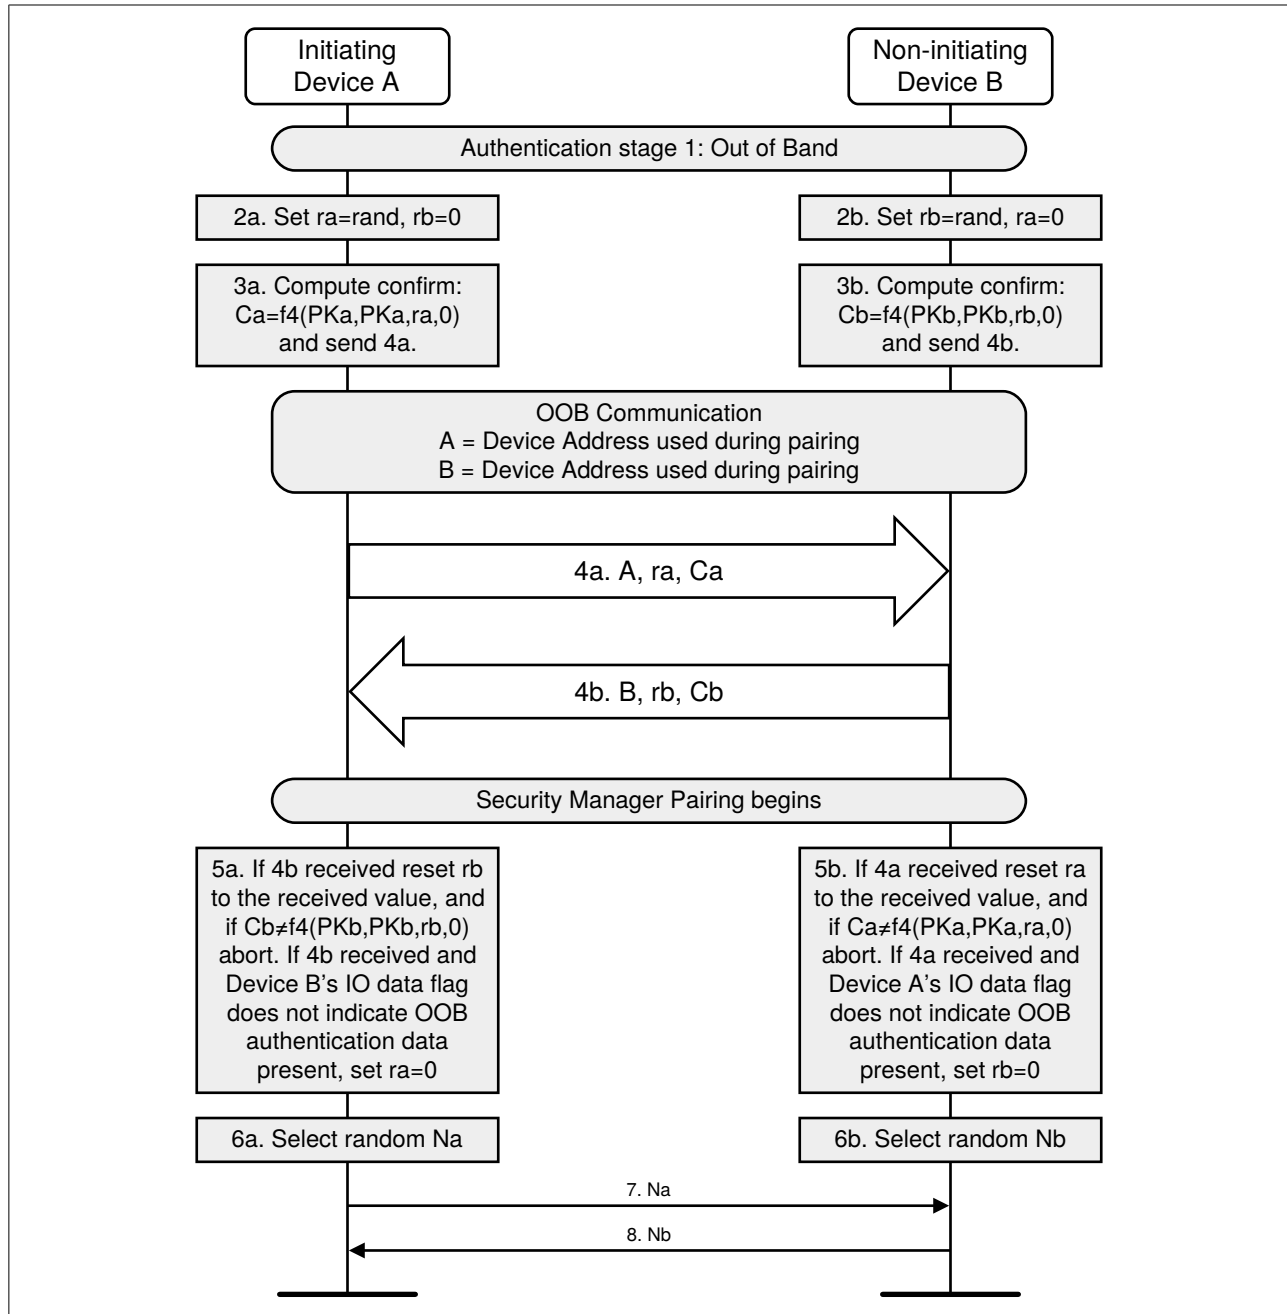 Initiating
Device A
Non-initiating
Device B
Authentication stage 1: Out of Band
2a. Set ra=rand, rb=0
2b. Set rb=rand, ra=0
3a. Compute confirm:
Ca=f4(PKa,PKa,ra,0)
and send 4a.
3b. Compute confirm:
Cb=f4(PKb,PKb,rb,0)
and send 4b.
OOB Communication
A = Device Address used during pairing
B = Device Address used during pairing
4a. A, ra, Ca
4b. B, rb, Cb
Security Manager Pairing begins
5a. If 4b received reset rb
to the received value, and
if Cb≠f4(PKb,PKb,rb,0)
abort. If 4b received and
Device B's IO data flag
does not indicate OOB
authentication data
present, set ra=0
5b. If 4a received reset ra
to the received value, and
if Ca≠f4(PKa,PKa,ra,0)
abort. If 4a received and
Device A's IO data flag
does not indicate OOB
authentication data
present, set rb=0
6a. Select random Na
6b. Select random Nb
7. Na
8. Nb